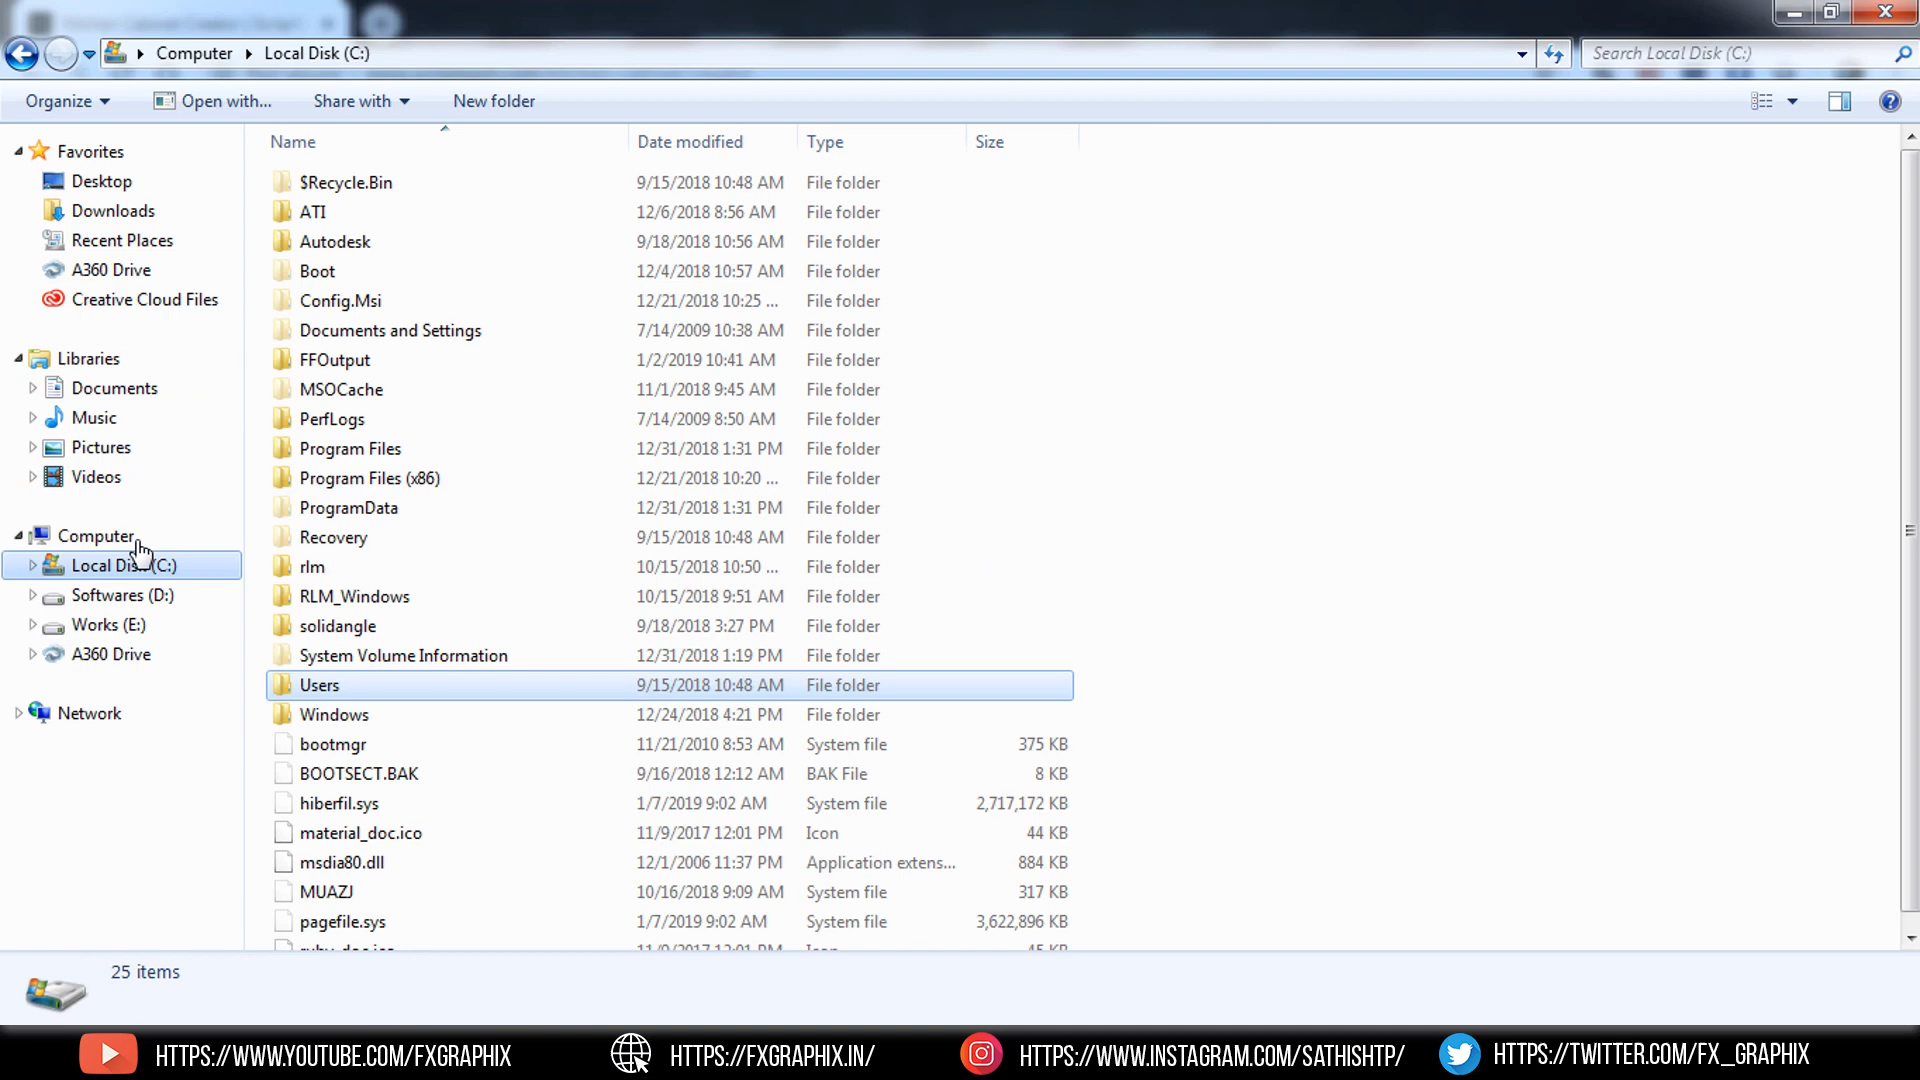 Computer Local Disk (C:) Search Local Disk (C:)
Organize Open with... Share with New folder
Name Date modified Type Size
Favorites
Desktop
Downloads
Recent Places
A360 Drive
Creative Cloud Files
Libraries
Documents
Music
Pictures
Videos
Computer
Local Disk (C:)
Softwares (D:)
Works (E:)
A360 Drive
Network
$Recycle.Bin 9/15/2018 10:48 AM File folder
ATI 12/6/2018 8:56 AM File folder
Autodesk 9/18/2018 10:56 AM File folder
Boot 12/4/2018 10:57 AM File folder
Config.Msi 12/21/2018 10:25 ... File folder
Documents and Settings 7/14/2009 10:38 AM File folder
FFOutput 1/2/2019 10:41 AM File folder
MSOCache 11/1/2018 9:45 AM File folder
PerfLogs 7/14/2009 8:50 AM File folder
Program Files 12/31/2018 1:31 PM File folder
Program Files (x86) 12/21/2018 10:20 ... File folder
ProgramData 12/31/2018 1:31 PM File folder
Recovery 9/15/2018 10:48 AM File folder
rlm 10/15/2018 10:50 ... File folder
RLM_Windows 10/15/2018 9:51 AM File folder
solidangle 9/18/2018 3:27 PM File folder
System Volume Information 12/31/2018 1:19 PM File folder
Users 9/15/2018 10:48 AM File folder
Windows 12/24/2018 4:21 PM File folder
bootmgr 11/21/2010 8:53 AM System file 375 KB
BOOTSECT.BAK 9/16/2018 12:12 AM BAK File 8 KB
hiberfil.sys 1/7/2019 9:02 AM System file 2,717,172 KB
material_doc.ico 11/9/2017 12:01 PM Icon 44 KB
msdia80.dll 12/1/2006 11:37 PM Application extens... 884 KB
MUAZJ 10/16/2018 9:09 AM System file 317 KB
pagefile.sys 1/7/2019 9:02 AM System file 3,622,896 KB
ruby_doc.ico 11/9/2017 12:01 PM Icon 45 KB
25 items
HTTPS://WWW.YOUTUBE.COM/FXGRAPHIX HTTPS://FXGRAPHIX.IN/ HTTPS://WWW.INSTAGRAM.COM/SATHISHTP/ HTTPS://TWITTER.COM/FX_GRAPHIX